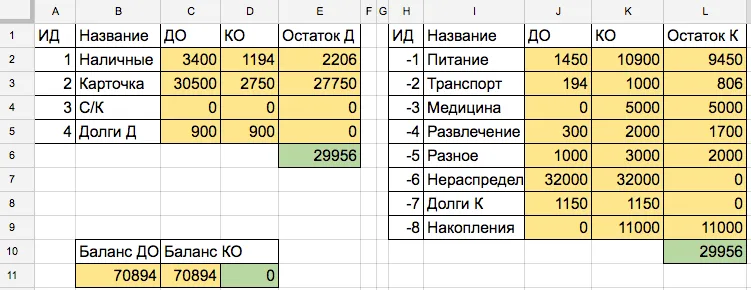 A B C D E F G H I J K L
1 ИД Название ДО КО Остаток Д ИД Название ДО КО Остаток К
2 1 Наличные 3400 1194 2206 -1 Питание 1450 10900 9450
3 2 Карточка 30500 2750 27750 -2 Транспорт 194 1000 806
4 3 С/К 0 0 0 -3 Медицина 0 5000 5000
5 4 Долги Д 900 900 0 -4 Развлечение 300 2000 1700
6 29956 -5 Разное 1000 3000 2000
7 -6 Нераспредел 32000 32000 0
8 -7 Долги К 1150 1150 0
9 -8 Накопления 0 11000 11000
10 Баланс ДО Баланс КО 29956
11 70894 70894 0